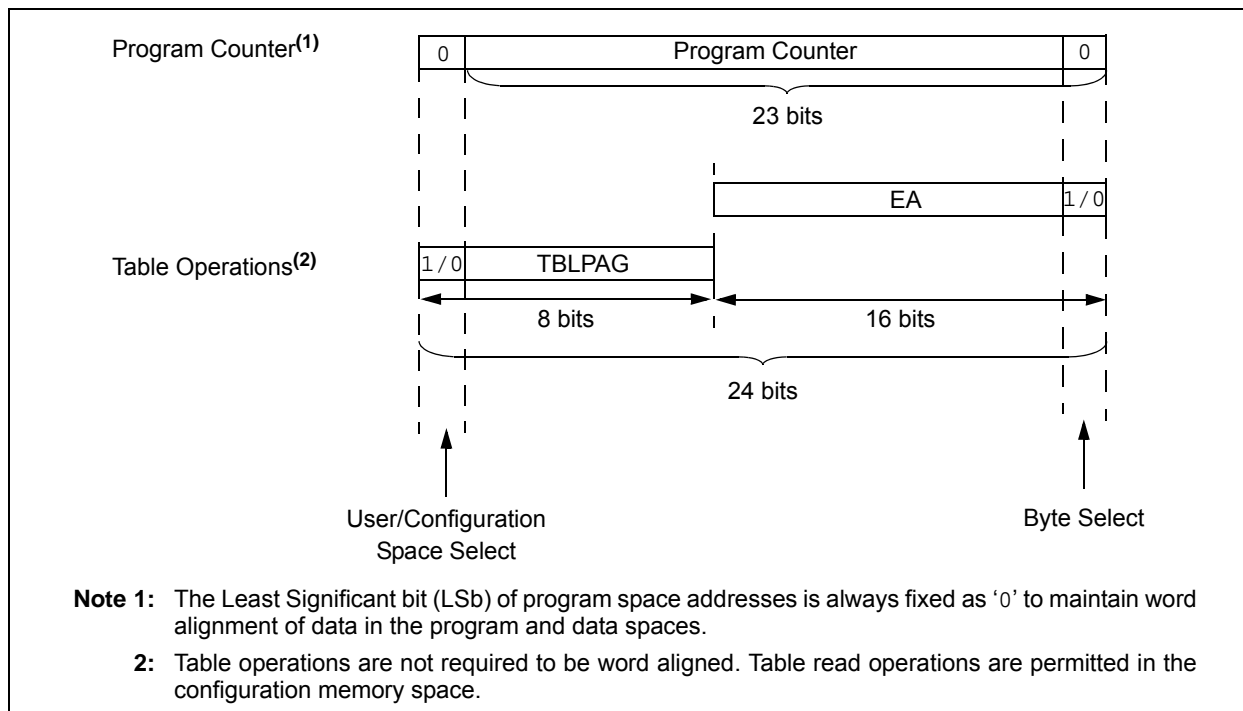 Program Counter(1)
0 Program Counter 0
23 bits
EA 1/0
Table Operations(2)
1/0 TBLPAG
8 bits 16 bits
24 bits
User/Configuration
Space Select
Byte Select
Note 1: The Least Significant bit (LSb) of program space addresses is always fixed as ‘0’ to maintain word
alignment of data in the program and data spaces.
2: Table operations are not required to be word aligned. Table read operations are permitted in the
configuration memory space.